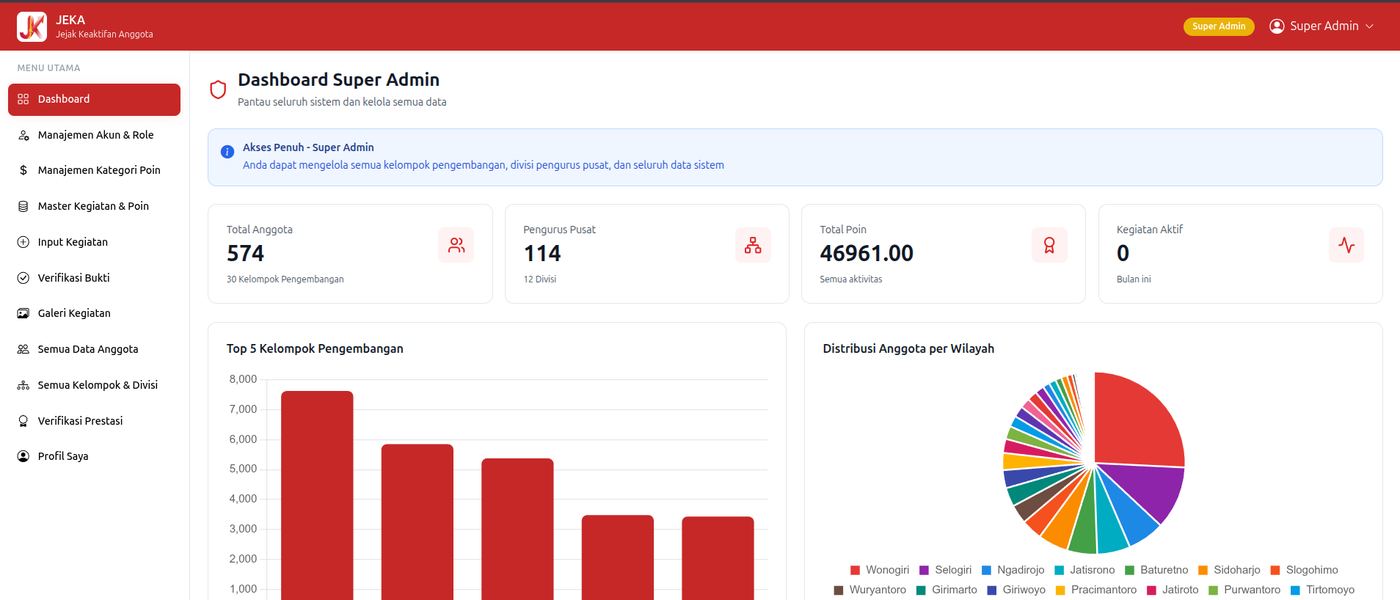 JEKA
Jejak Keaktifan Anggota
Super Admin
Super Admin
MENU UTAMA
Dashboard
Manajemen Akun & Role
Manajemen Kategori Poin
Master Kegiatan & Poin
Input Kegiatan
Verifikasi Bukti
Galeri Kegiatan
Semua Data Anggota
Semua Kelompok & Divisi
Verifikasi Prestasi
Profil Saya
Dashboard Super Admin
Pantau seluruh sistem dan kelola semua data
Akses Penuh - Super Admin
Anda dapat mengelola semua kelompok pengembangan, divisi pengurus pusat, dan seluruh data sistem
Total Anggota
574
30 Kelompok Pengembangan
Pengurus Pusat
114
12 Divisi
Total Poin
46961.00
Semua aktivitas
Kegiatan Aktif
0
Bulan ini
Top 5 Kelompok Pengembangan
8,000
7,000
6,000
5,000
4,000
3,000
2,000
1,000
Distribusi Anggota per Wilayah
Wonogiri Selogiri Ngadirojo Jatisrono Baturetno Sidoharjo Slogohimo
Wuryantoro Girimarto Giriwoyo Pracimantoro Jatiroto Purwantoro Tirtomoyo